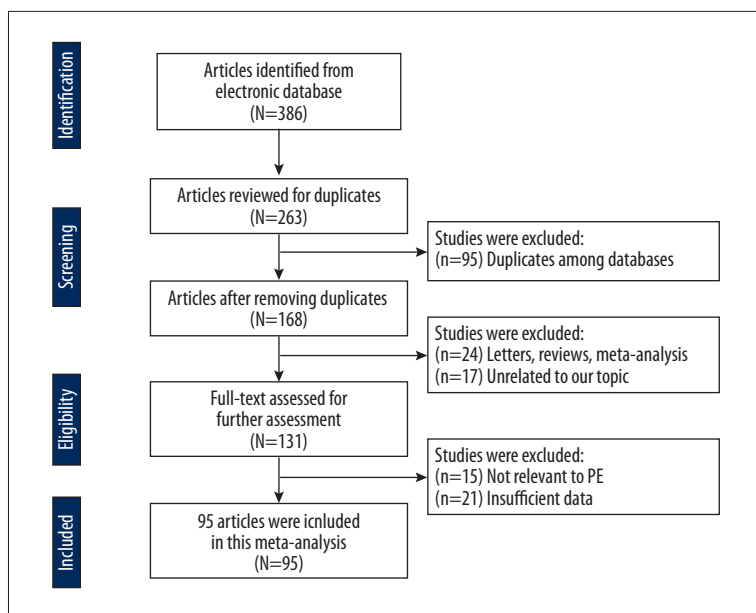 Identification
Articles identified from
electronic database
(N=386)
Screening
Articles reviewed for duplicates
(N=263)
Studies were excluded:
(n=95) Duplicates among databases
Articles after removing duplicates
(N=168)
Studies were excluded:
(n=24) Letters, reviews, meta-analysis
(n=17) Unrelated to our topic
Eligibility
Full-text assessed for
further assessment
(N=131)
Studies were excluded:
(n=15) Not relevant to PE
(n=21) Insufficient data
Included
95 articles were icnluded
in this meta-analysis
(N=95)